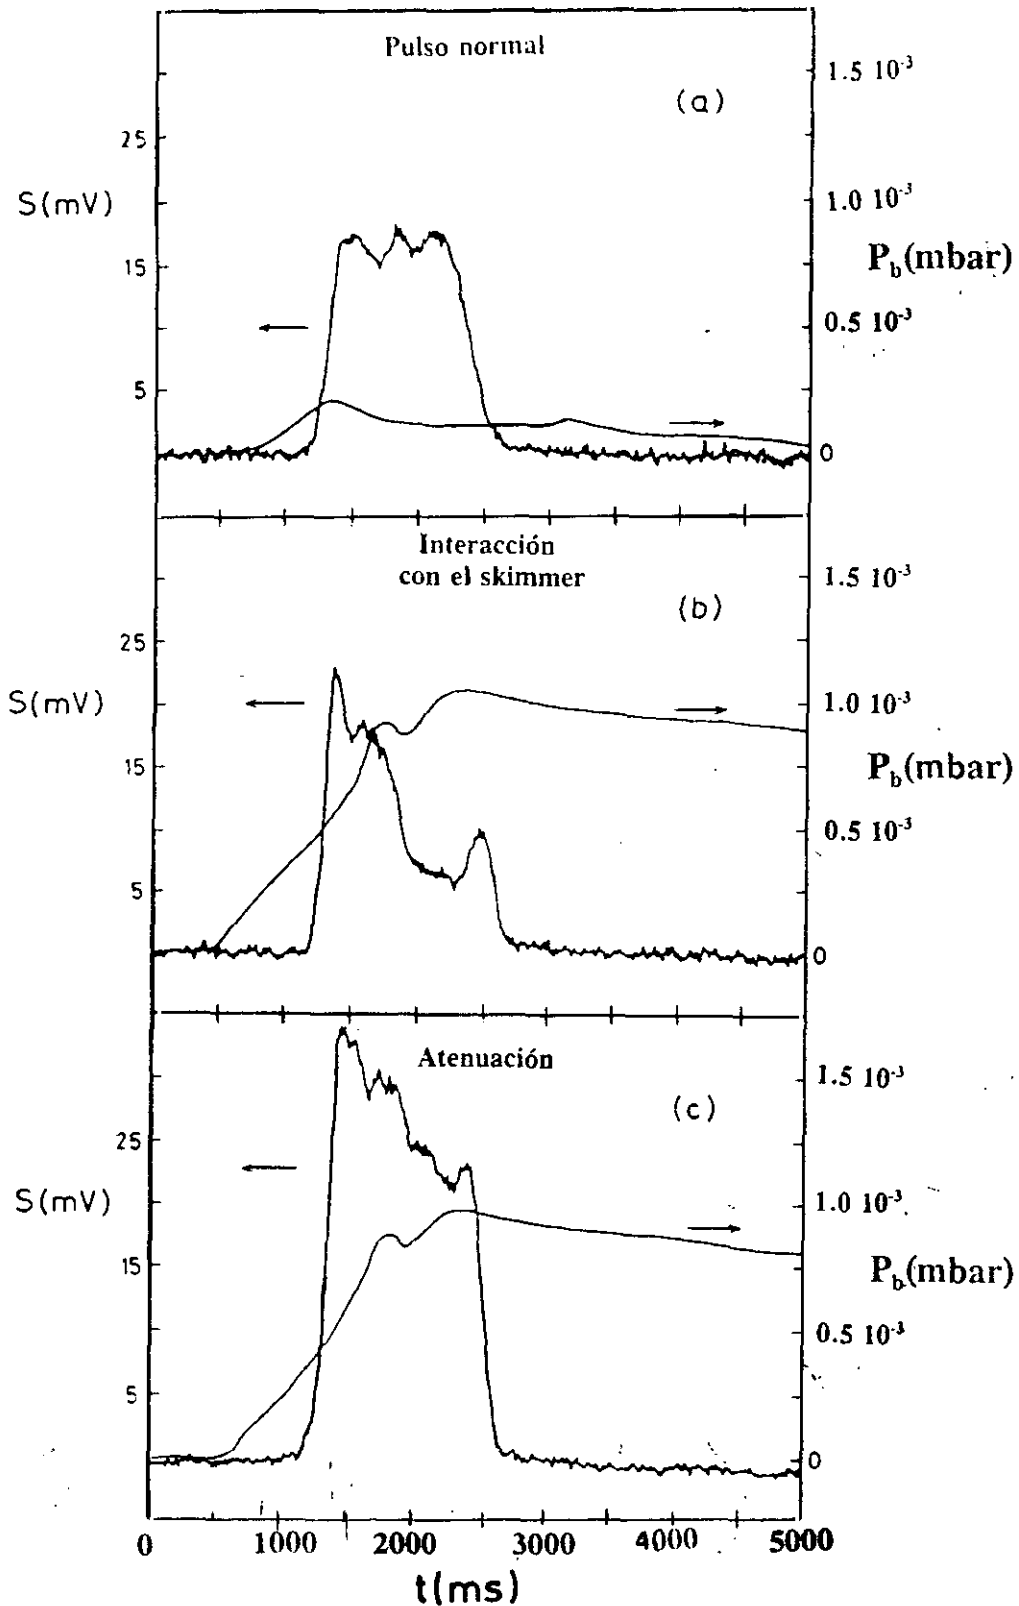 Pulso normal
1.5 10⁻³
(a)
25
S(mV)
1.0 10⁻³
15
P_b(mbar)
0.5 10⁻³
5
0
Interacción
con el skimmer
1.5 10⁻³
(b)
25
S(mV)
1.0 10⁻³
15
P_b(mbar)
0.5 10⁻³
5
0
Atenuación
1.5 10⁻³
(c)
25
S(mV)
1.0 10⁻³
15
P_b(mbar)
0.5 10⁻³
5
0
0 1000 2000 3000 4000 5000
t(ms)